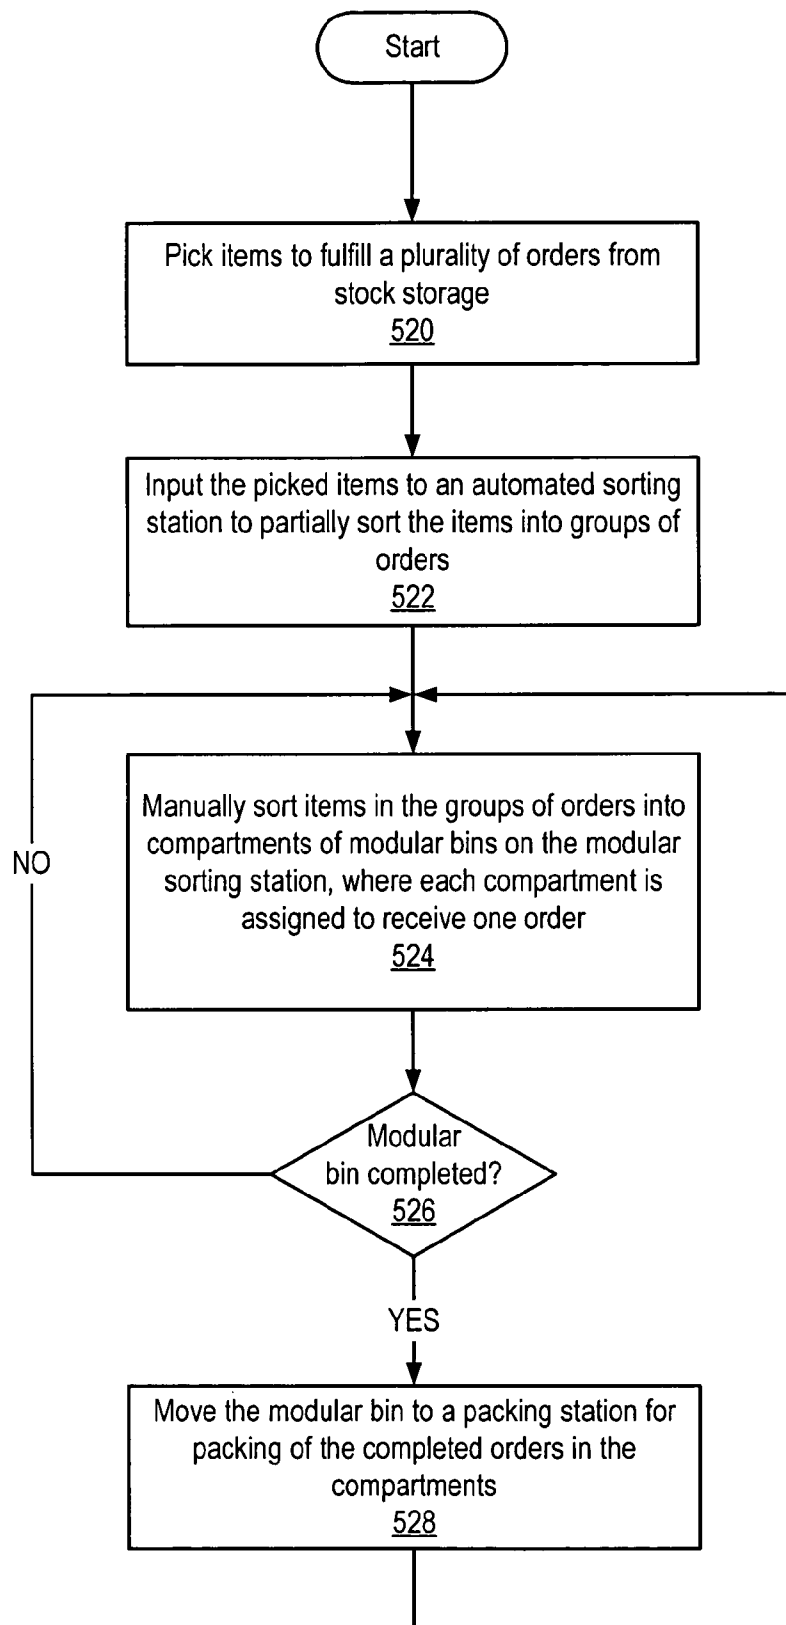 Start
Pick items to fulfill a plurality of orders from
stock storage
520
Input the picked items to an automated sorting
station to partially sort the items into groups of
orders
522
Manually sort items in the groups of orders into
compartments of modular bins on the modular
sorting station, where each compartment is
assigned to receive one order
524
NO
Modular
bin completed?
526
YES
Move the modular bin to a packing station for
packing of the completed orders in the
compartments
528